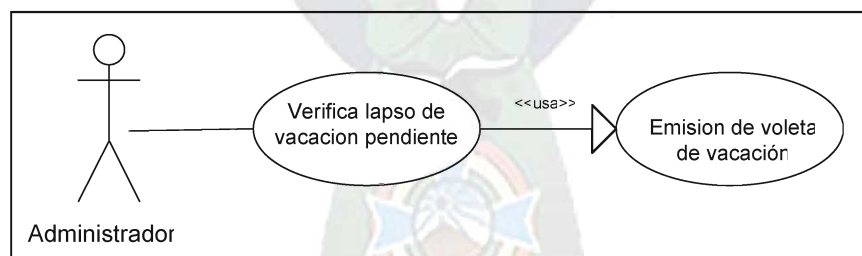 Verifica lapso de
vacacion pendiente
<<usa>>
Emision de voleta
de vacación
Administrador